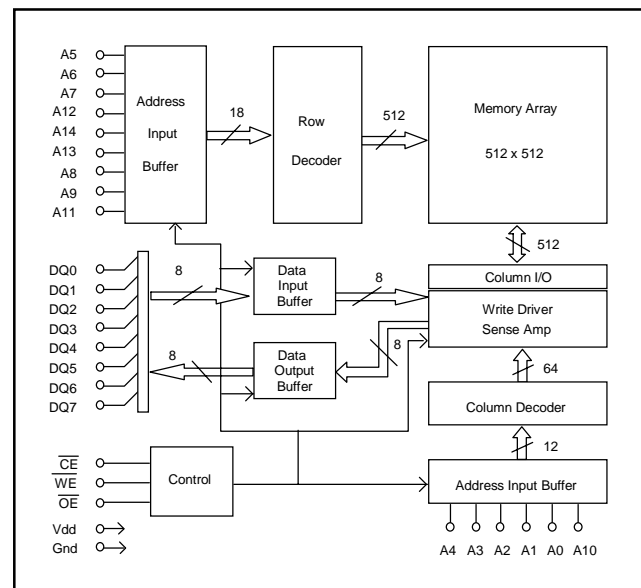 A5
A6
A7
A12
A14
A13
A8
A9
A11
Address
Input
Buffer
18
Row
Decoder
512
Memory Array
512 x 512
512
DQ0
DQ1
DQ2
DQ3
DQ4
DQ5
DQ6
DQ7
8
Data
Input
Buffer
8
Column I/O
Write Driver
Sense Amp
8
Data
Output
Buffer
8
64
Column Decoder
12
CE
WE
OE
Vdd
Gnd
Control
Address Input Buffer
A4 A3 A2 A1 A0 A10